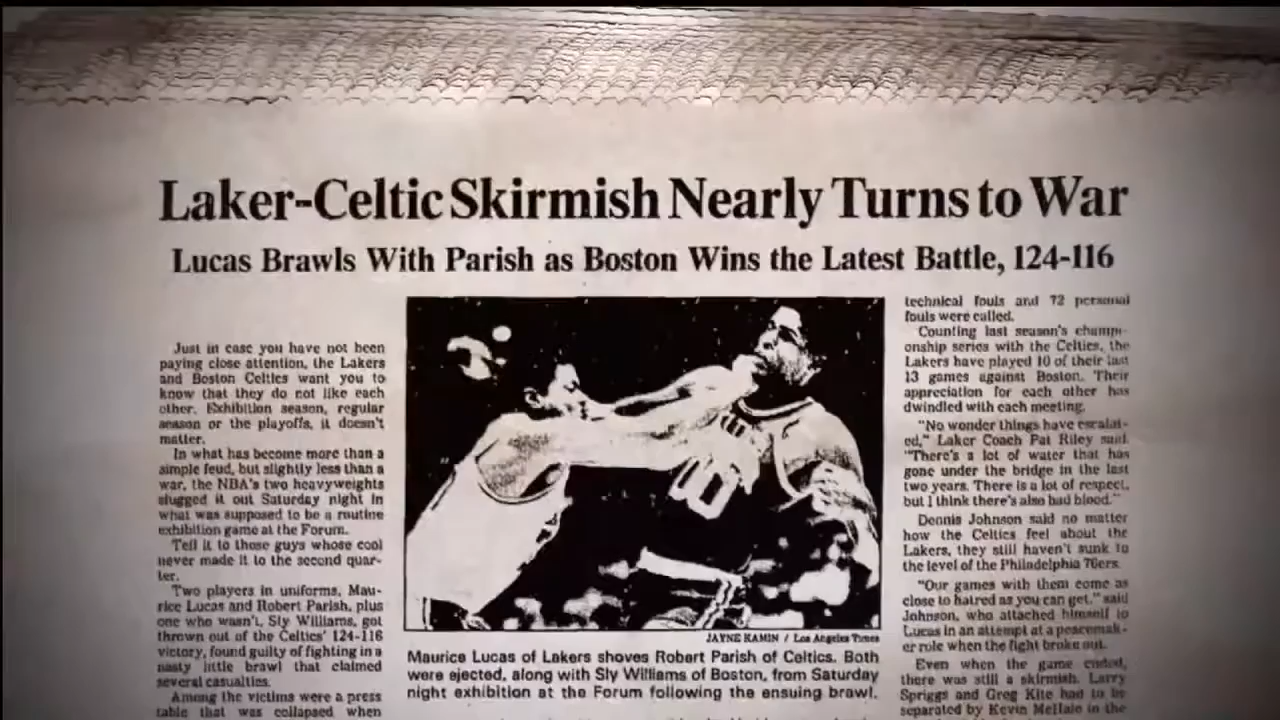 Laker-Celtic Skirmish Nearly Turns to War
Lucas Brawls With Parish as Boston Wins the Latest Battle, 124-116
Just in case you have not been
paying close attention, the Lakers
and Boston Celtics want you to
know that they do not like each
other. Exhibition season, regular
season or the playoffs, it doesn't
matter.
In what has become more than a
simple feud, but slightly less than a
war, the NBA's two heavyweights
slugged it out Saturday night in
what was supposed to be a routine
exhibition game at the Forum.
Tell it to those guys whose cool
never made it to the second quar-
ter.
Two players in uniforms, Mau-
rice Lucas and Robert Parish, plus
one who wasn't, Sly Williams, got
thrown out of the Celtics' 124-116
victory, found guilty of fighting in a
nasty little brawl that claimed
several casualties.
Among the victims were a press
table that was collapsed when
00
JAYNE KAMIN / Los Angeles Times
Maurice Lucas of Lakers shoves Robert Parish of Celtics. Both
were ejected, along with Sly Williams of Boston, from Saturday
night exhibition at the Forum following the ensuing brawl.
technical fouls and 72 personal
fouls were called.
Counting last season's champi-
onship series with the Celtics, the
Lakers have played 10 of their last
13 games against Boston. Their
appreciation for each other has
dwindled with each meeting.
"No wonder things have escalat-
ed," Laker Coach Pat Riley said.
"There's a lot of water that has
gone under the bridge in the last
two years. There is a lot of respect,
but I think there's also bad blood."
Dennis Johnson said no matter
how the Celtics feel about the
Lakers, they still haven't sunk to
the level of the Philadelphia 76ers.
"Our games with them come as
close to hatred as you can get," said
Johnson, who attached himself to
Lucas in an attempt at a peacemak-
er role when the fight broke out.
Even when the game ended,
there was still a skirmish. Larry
Spriggs and Greg Kite had to be
separated by Kevin McHale in the